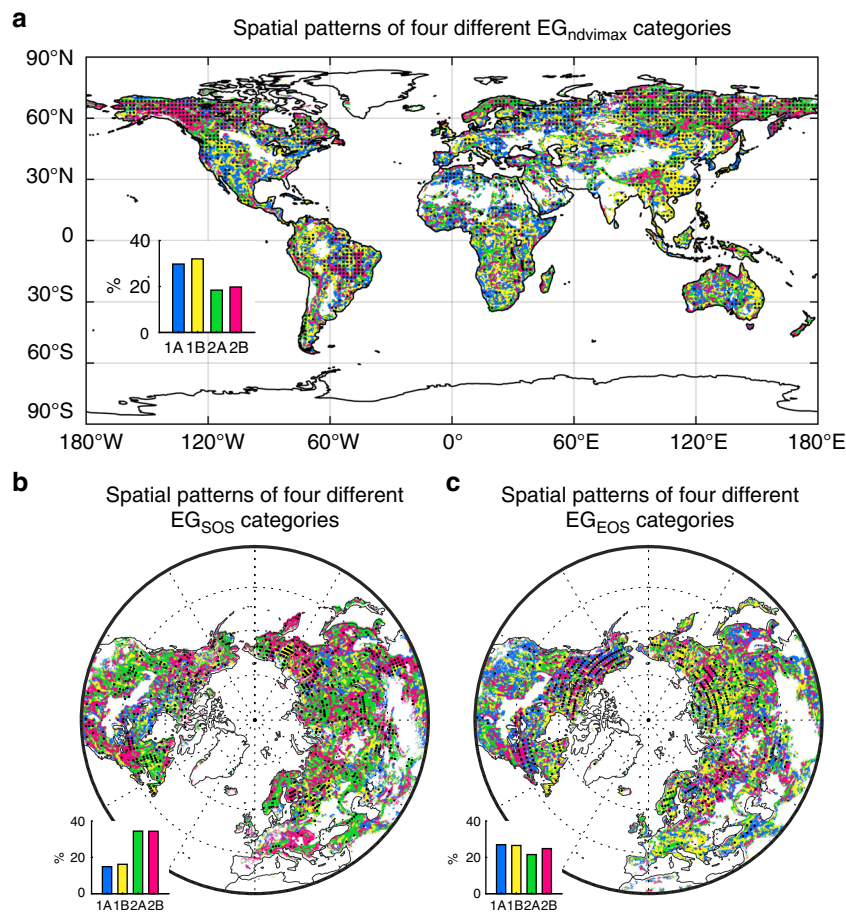 a
Spatial patterns of four different EGndvimax categories
90°N
60°N
30°N
0
30°S
60°S
90°S
40
20
0
%
1A 1B 2A 2B
180°W 120°W 60°W 0° 60°E 120°E 180°E
b
Spatial patterns of four different
EGSOS categories
40
20
0
%
1A1B2A2B
c
Spatial patterns of four different
EGEOS categories
40
20
0
%
1A1B2A2B